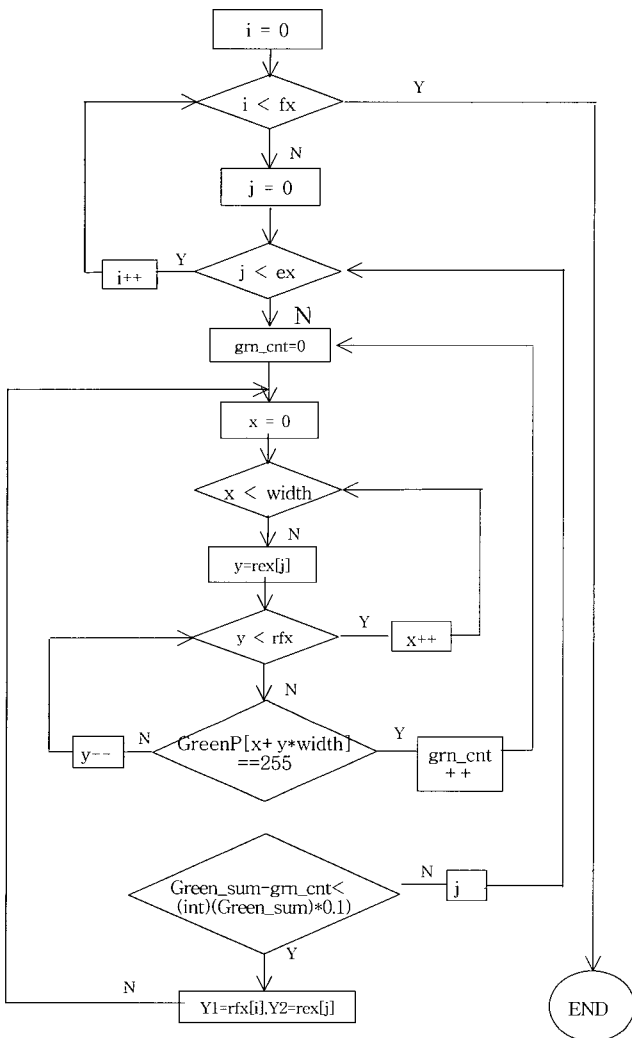 i = 0
i < fx
Y
N
j = 0
j < ex
Y
i++
N
grn_cnt=0
x = 0
x < width
N
y=rex[j]
y < rfx
Y
x++
N
GreenP[x+ y*width]
==255
N
y--
Y
grn_cnt
++
Green_sum-grn_cnt<
(int)(Green_sum)*0.1)
N
j
Y
N
Y1=rfx[i],Y2=rex[j]
END